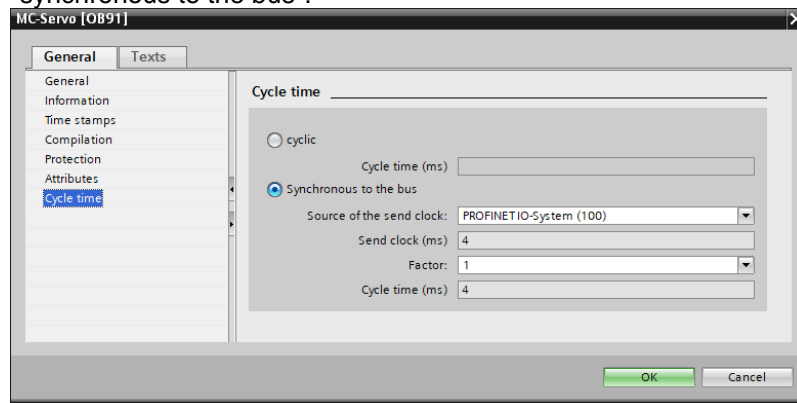 "synchronous to the bus".
MC-Servo [OB91]
General Texts
General
Information
Time stamps
Compilation
Protection
Attributes
Cycle time
Cycle time
cyclic
Cycle time (ms)
Synchronous to the bus
Source of the send clock: PROFINET IO-System (100)
Send clock (ms) 4
Factor: 1
Cycle time (ms) 4
OK Cancel